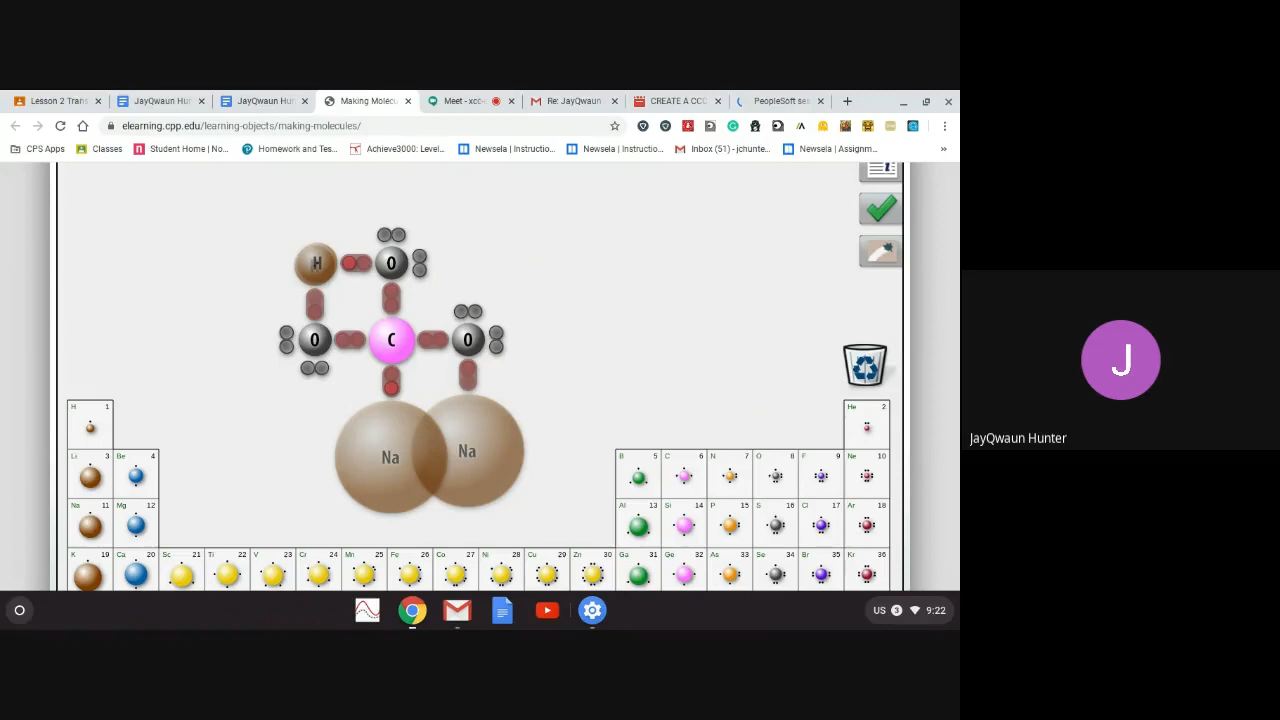 Lesson 2 Trans
JayQwaun Hun
JayQwaun Hun
Making Molecu
Meet - xcc
Re: JayQwaun
CREATE A CCC
PeopleSoft se
elearning.cpp.edu/learning-objects/making-molecules/
CPS Apps
Classes
Student Home | No...
Homework and Tes...
Achieve3000: Level...
Newsela | Instructio...
Newsela | Instructio...
Inbox (51) - jchunte...
Newsela | Assignm...
»
H O
O C O
Na Na
H 1 He 2
Li 3 Be 4 B 5 C 6 N 7 O 8 F 9 Ne 10
Na 11 Mg 12 Al 13 Si 14 P 15 S 16 Cl 17 Ar 18
K 19 Ca 20 Sc 21 Ti 22 V 23 Cr 24 Mn 25 Fe 26 Co 27 Ni 28 Cu 29 Zn 30 Ga 31 Ge 32 As 33 Se 34 Br 35 Kr 36
US 3 9:22
J
JayQwaun Hunter